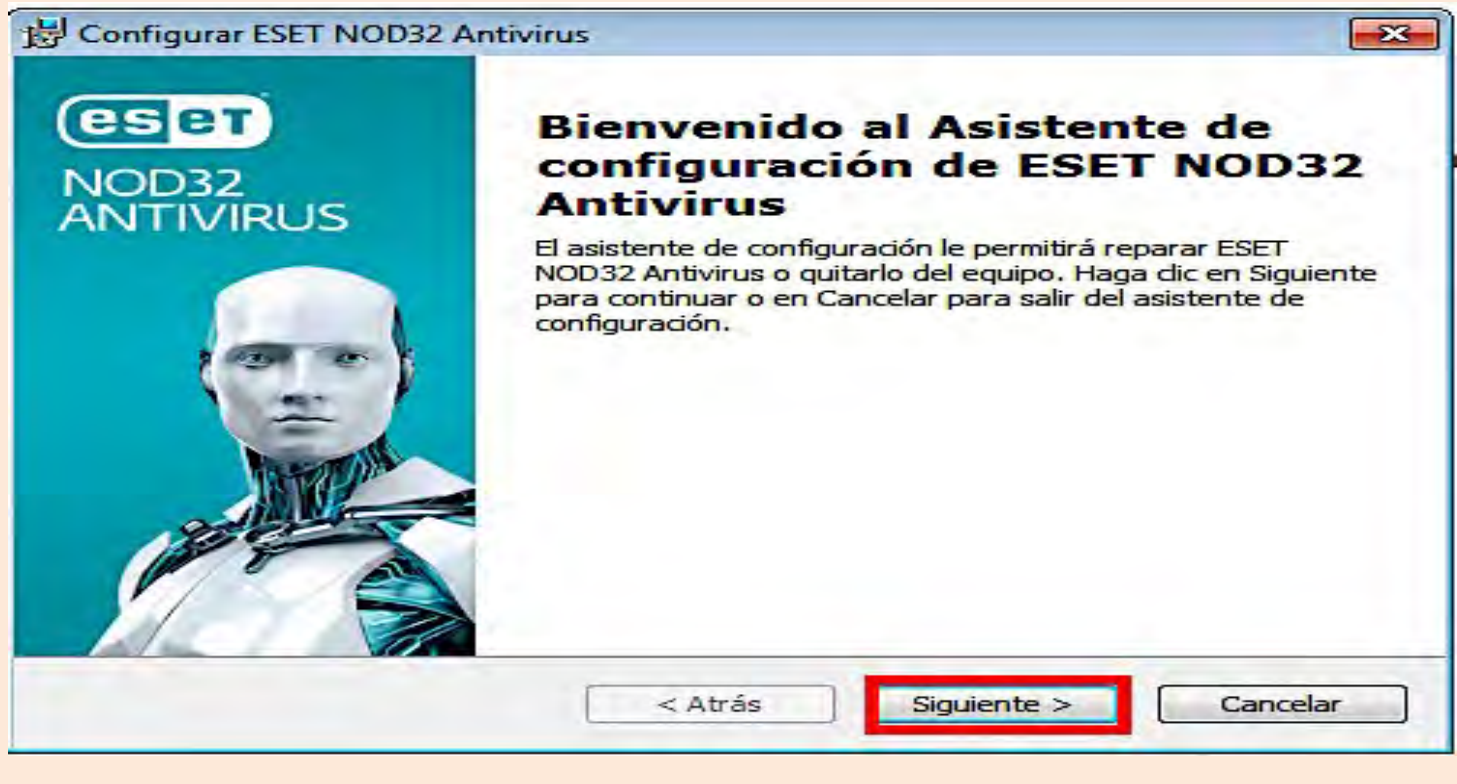 Configurar ESET NOD32 Antivirus
eset
NOD32
ANTIVIRUS
Bienvenido al Asistente de
configuración de ESET NOD32
Antivirus
El asistente de configuración le permitirá reparar ESET
NOD32 Antivirus o quitarlo del equipo. Haga clic en Siguiente
para continuar o en Cancelar para salir del asistente de
configuración.
< Atrás
Siguiente >
Cancelar